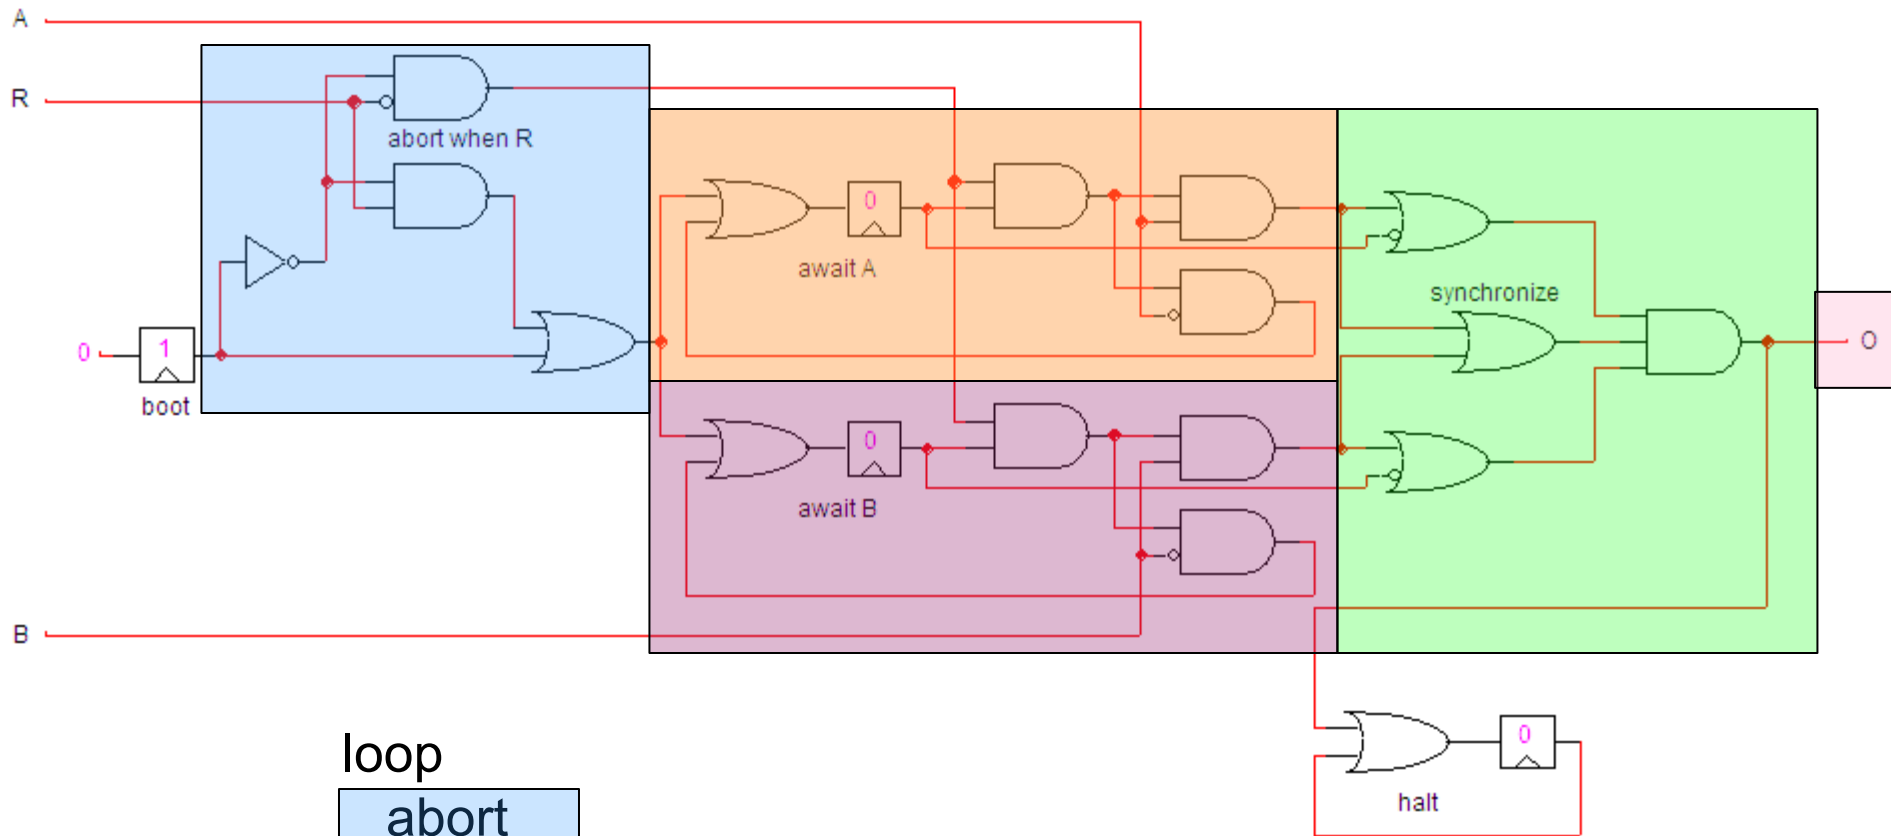 A
R
abort when R
0
await A
synchronize
0
1
O
boot
0
await B
B
0
halt
loop
abort